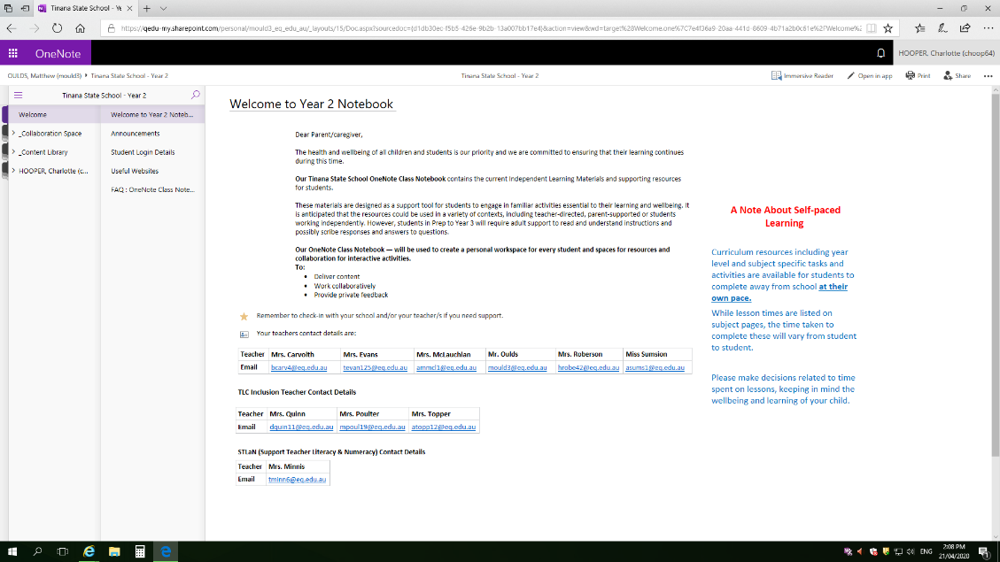 Tinana State School - Ye
https://qedu-my.sharepoint.com/personal/mould3_eq_edu_au/_layouts/15/Doc.aspx?sourcedoc={d1db30ec-f5b5-426e-9b2b-13a007bb17e4}&action=view&wd=target%28Welcome.one%7C7e4f36a9-20aa-441d-8609-4b71a2b0c61e%2FWelcome%2
OneNote
HOOPER, Charlotte (choop64)
OULDS, Matthew (mould3) ▸ Tinana State School - Year 2
Tinana State School - Year 2
Immersive Reader
Open in app
Print
Share
Tinana State School - Year 2
Welcome
_Collaboration Space
_Content Library
HOOPER, Charlotte (c...
Welcome to Year 2 Noteb...
Announcements
Student Login Details
Useful Websites
FAQ : OneNote Class Note...
Welcome to Year 2 Notebook
Dear Parent/caregiver,
The health and wellbeing of all children and students is our priority and we are committed to ensuring that their learning continues
during this time.
Our Tinana State School OneNote Class Notebook contains the current Independent Learning Materials and supporting resources
for students.
These materials are designed as a support tool for students to engage in familiar activities essential to their learning and wellbeing. It
is anticipated that the resources could be used in a variety of contexts, including teacher-directed, parent-supported or students
working independently. However, students in Prep to Year 3 will require adult support to read and understand instructions and
possibly scribe responses and answers to questions.
Our OneNote Class Notebook — will be used to create a personal workspace for every student and spaces for resources and
collaboration for interactive activities.
To:
• Deliver content
• Work collaboratively
• Provide private feedback
Remember to check-in with your school and/or your teacher/s if you need support.
Your teachers contact details are:
Teacher Mrs. Carvolth Mrs. Evans Mrs. McLauchlan Mr. Oulds Mrs. Roberson Miss Sumsion
Email bcarv4@eq.edu.au tevan125@eq.edu.au ammcl1@eq.edu.au mould3@eq.edu.au hrobe42@eq.edu.au asums1@eq.edu.au
TLC Inclusion Teacher Contact Details
Teacher Mrs. Quinn Mrs. Poulter Mrs. Topper
Email dquin11@eq.edu.au mpoul19@eq.edu.au atopp12@eq.edu.au
STLaN (Support Teacher Literacy & Numeracy) Contact Details
Teacher Mrs. Minnis
Email tminn6@eq.edu.au
A Note About Self-paced
Learning
Curriculum resources including year
level and subject specific tasks and
activities are available for students to
complete away from school at their
own pace.
While lesson times are listed on
subject pages, the time taken to
complete these will vary from student
to student.
Please make decisions related to time
spent on lessons, keeping in mind the
wellbeing and learning of your child.
ENG
2:08 PM
21/04/2020
1